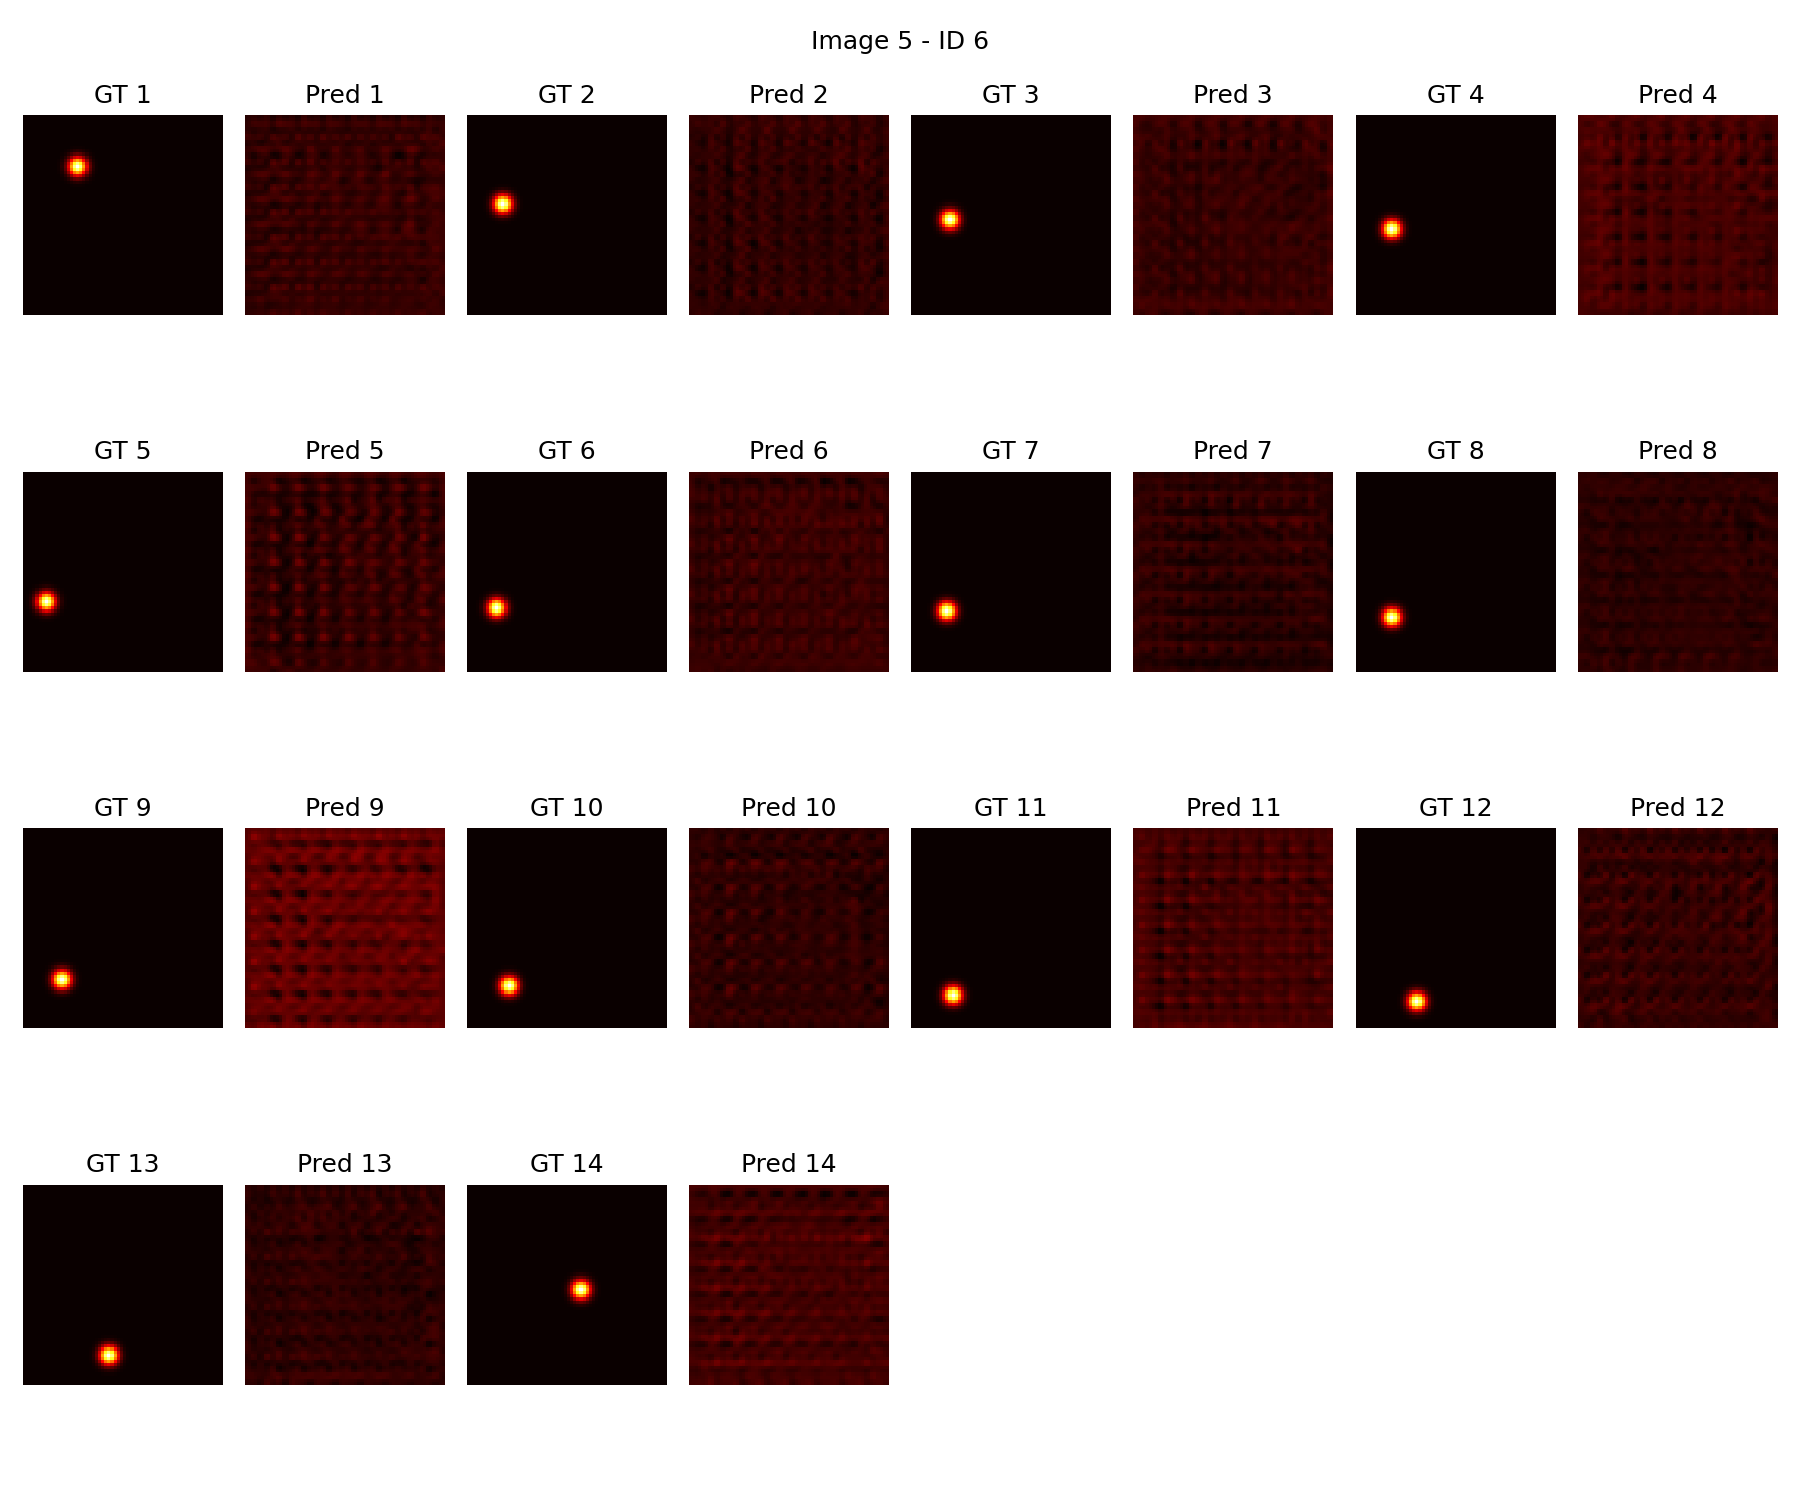 Image 5 - ID 6
GT 1 Pred 1 GT 2 Pred 2 GT 3 Pred 3 GT 4 Pred 4
GT 5 Pred 5 GT 6 Pred 6 GT 7 Pred 7 GT 8 Pred 8
GT 9 Pred 9 GT 10 Pred 10 GT 11 Pred 11 GT 12 Pred 12
GT 13 Pred 13 GT 14 Pred 14